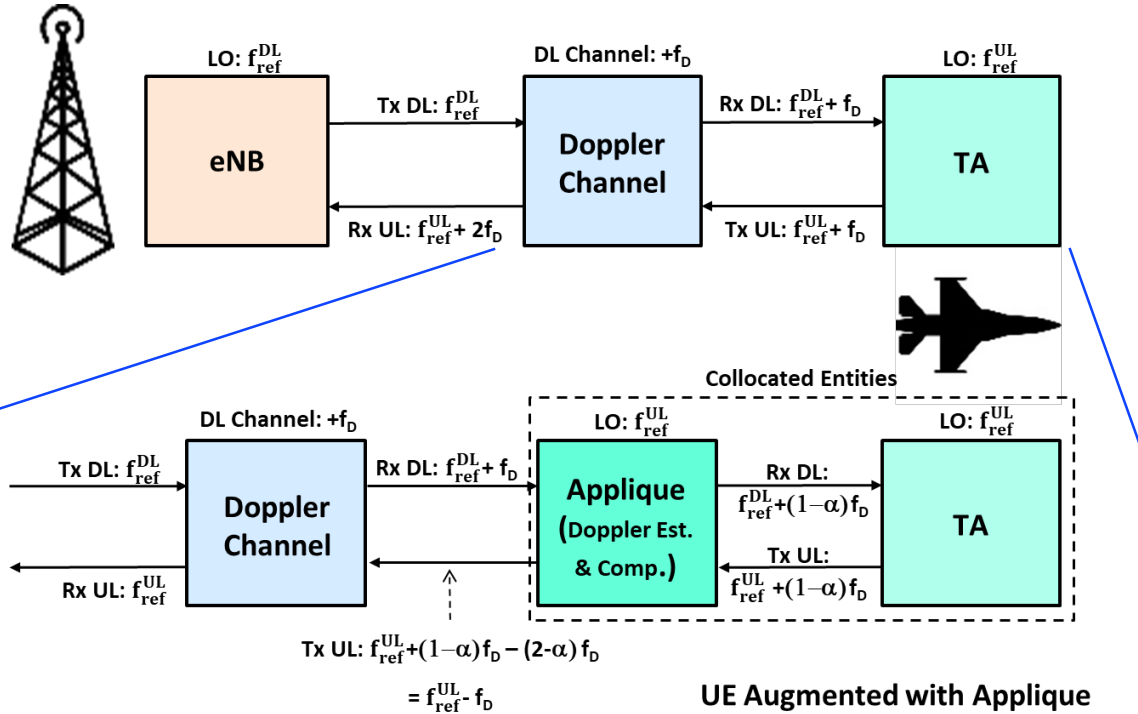 LO: f_ref^DL
DL Channel: +f_D
LO: f_ref^UL
eNB
Tx DL: f_ref^DL
Doppler
Channel
Rx DL: f_ref^DL + f_D
TA
Rx UL: f_ref^UL + 2f_D
Tx UL: f_ref^UL + f_D
Collocated Entities
DL Channel: +f_D
LO: f_ref^UL
LO: f_ref^UL
Tx DL: f_ref^DL
Doppler
Channel
Rx DL: f_ref^DL + f_D
Applique
(Doppler Est.
& Comp.)
Rx DL:
f_ref^DL +(1−α) f_D
TA
Tx UL:
f_ref^UL +(1−α) f_D
Rx UL: f_ref^UL
Tx UL: f_ref^UL +(1−α) f_D – (2-α) f_D
= f_ref^UL - f_D
UE Augmented with Applique